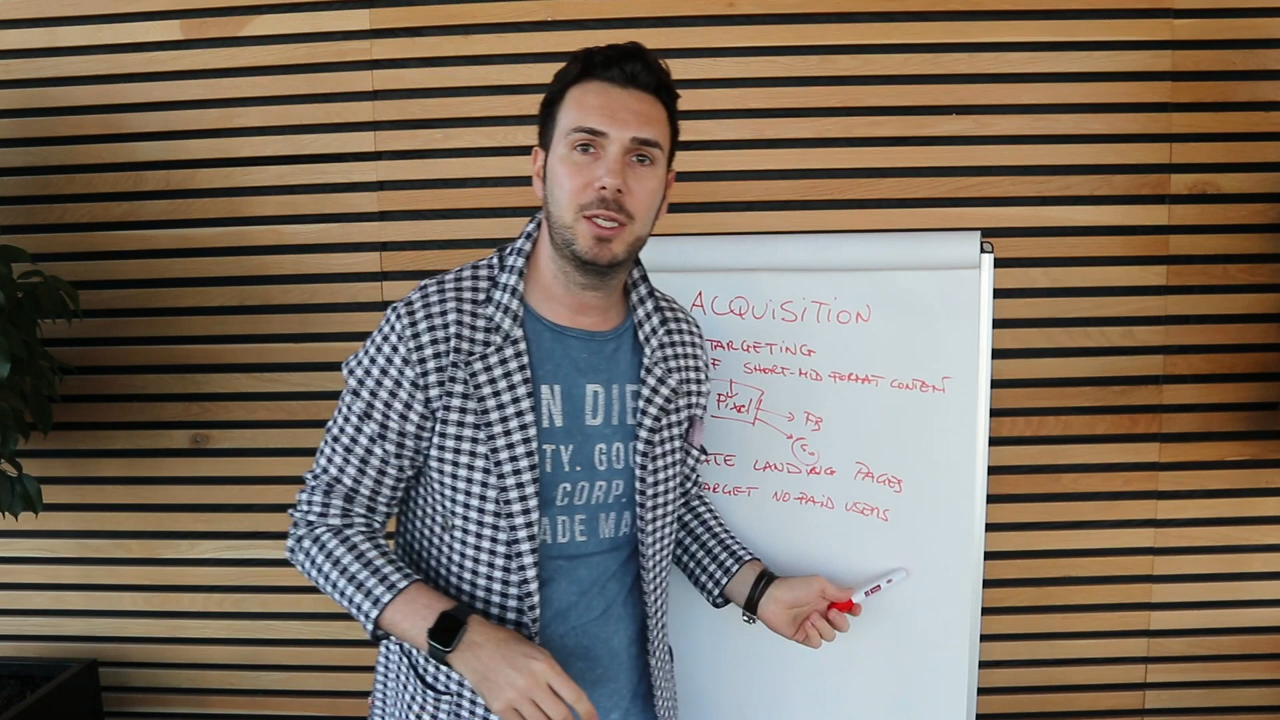 ACQUiSiTiON
TARGETiNG
F SHORT-MID FORMAT CONTENT
Pixel
FB
ATE LANDING PAGES
ARGET NO-PAiD USERS
N DIE
TY. GOO
CORP.
ADE MA